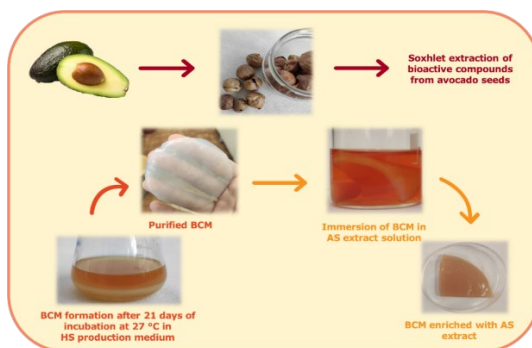 Soxhlet extraction of
bioactive compounds
from avocado seeds
Purified BCM
Immersion of BCM in
AS extract solution
BCM formation after 21 days of
incubation at 27 °C in
HS production medium
BCM enriched with AS
extract